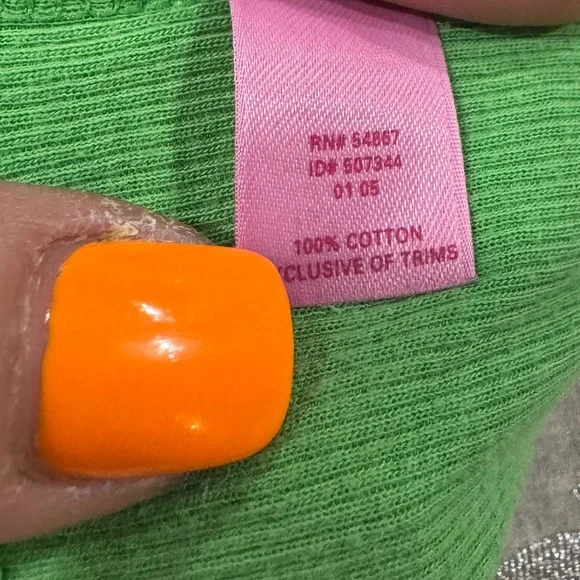 RN# 54867
ID# 507344
01 05
100% COTTON
XCLUSIVE OF TRIMS